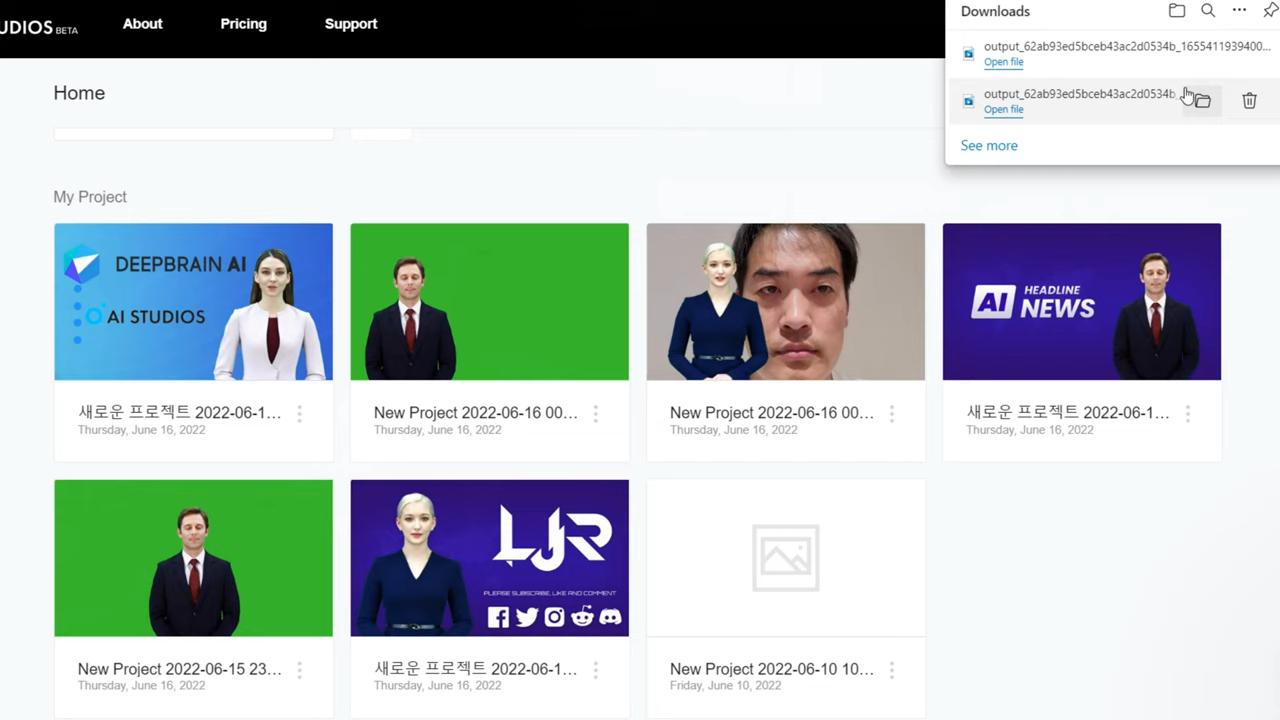 UDIOS BETA
About
Pricing
Support
Downloads
output_62ab93ed5bceb43ac2d0534b_1655411939400...
Open file
output_62ab93ed5bceb43ac2d0534b_
Open file
See more
Home
My Project
DEEPBRAIN AI
AI STUDIOS
AI HEADLINE
NEWS
새로운 프로젝트 2022-06-1...
Thursday, June 16, 2022
New Project 2022-06-16 00...
Thursday, June 16, 2022
New Project 2022-06-16 00...
Thursday, June 16, 2022
새로운 프로젝트 2022-06-1...
Thursday, June 16, 2022
LJR
PLEASE SUBSCRIBE, LIKE AND COMMENT
New Project 2022-06-15 23...
Thursday, June 16, 2022
새로운 프로젝트 2022-06-1...
Thursday, June 16, 2022
New Project 2022-06-10 10...
Friday, June 10, 2022